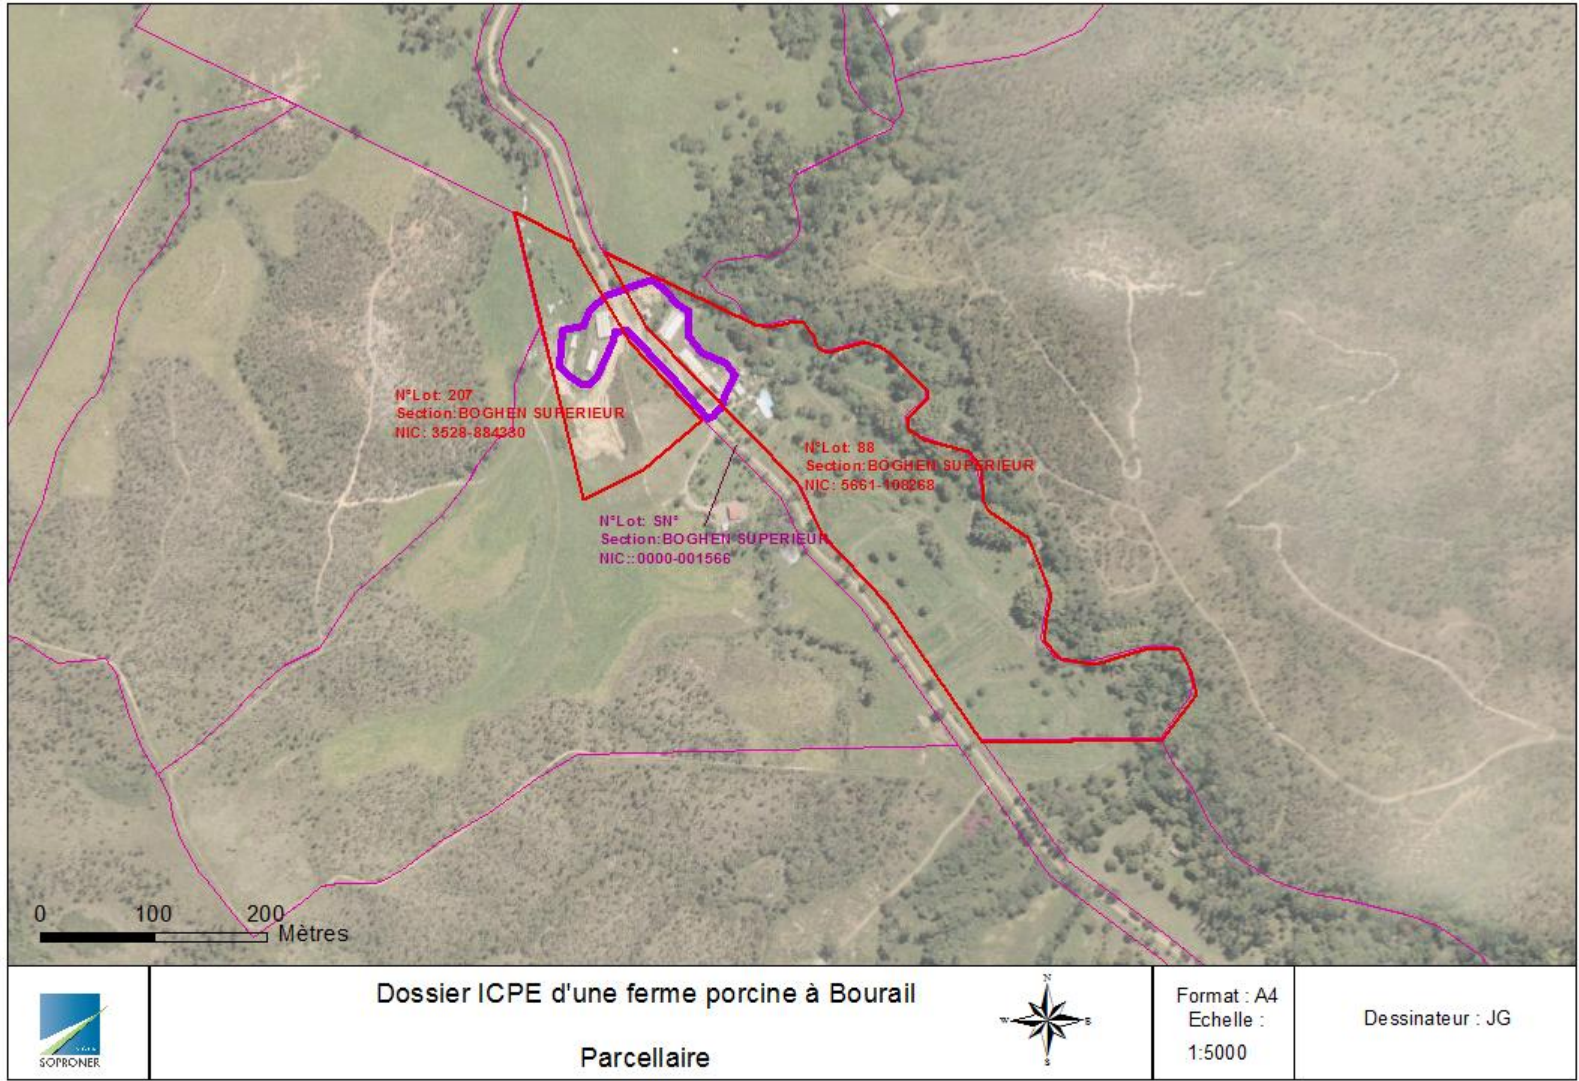 N°Lot: 207
Section:BOGHEN SUPERIEUR
NIC: 3528-884330
N°Lot: 88
Section:BOGHEN SUPERIEUR
NIC: 5661-108268
N°Lot: SN°
Section:BOGHEN SUPERIEUR
NIC::0000-001566
0 100 200
Mètres
SOPRONER
Dossier ICPE d'une ferme porcine à Bourail
Parcellaire
N
W E
S
Format : A4
Echelle :
1:5000
Dessinateur : JG